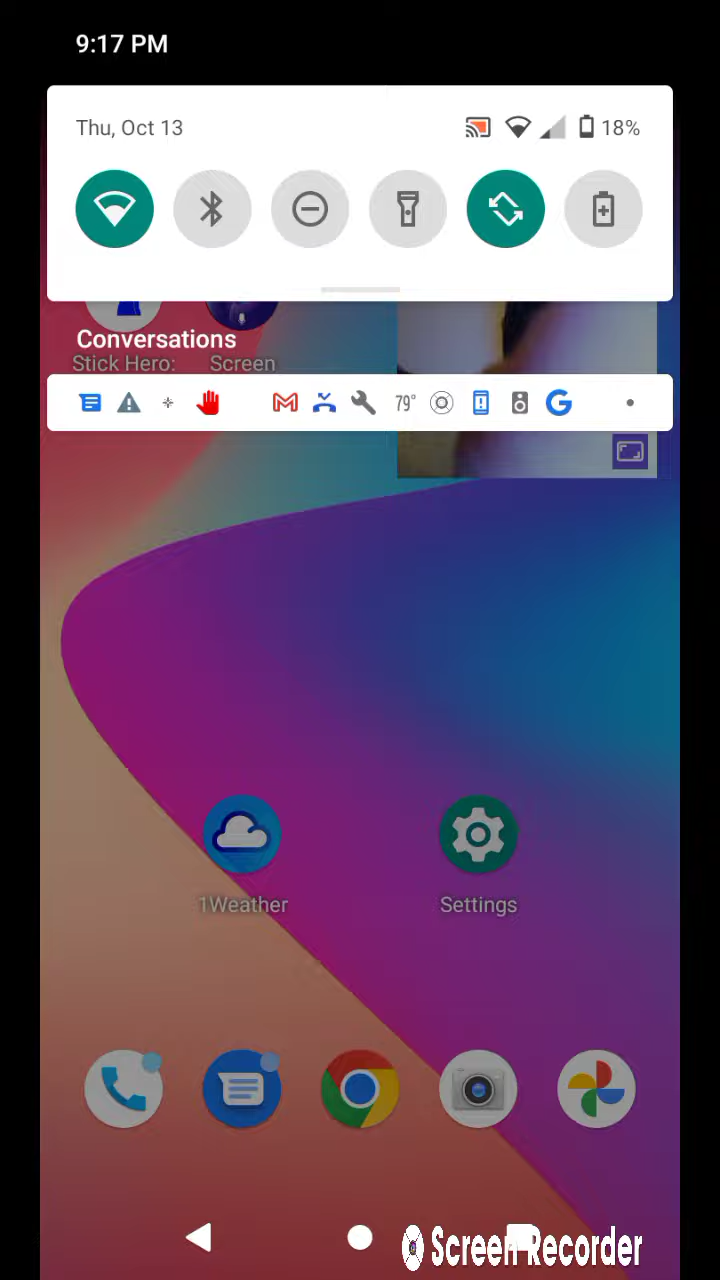 9:17 PM
Thu, Oct 13
18%
Conversations
Stick Hero:
Screen
79°
1Weather
Settings
Screen Recorder